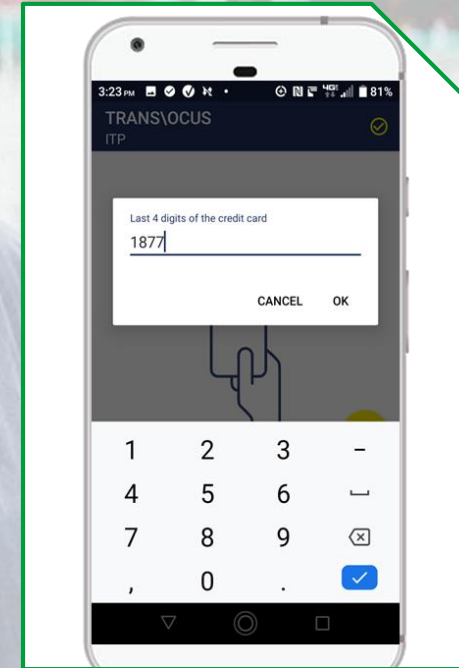 3:23 PM
4G 81%
TRANS\OCUS
ITP
Last 4 digits of the credit card
1877
CANCEL OK
1 2 3 -
4 5 6
7 8 9
, 0 .